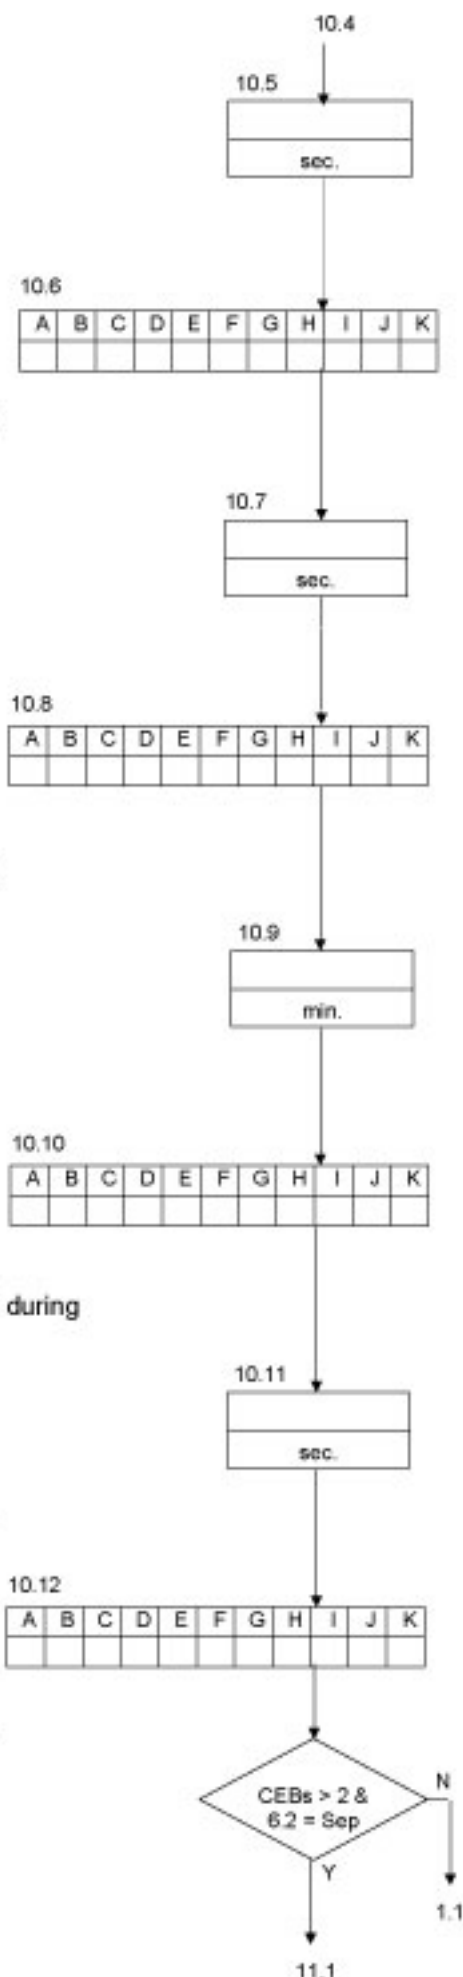 10.4
10.5
sec.
10.6
A B C D E F G H I J K
10.7
sec.
10.8
A B C D E F G H I J K
10.9
min.
10.10
A B C D E F G H I J K
during
10.11
sec.
10.12
A B C D E F G H I J K
CEBs > 2 &
6.2 = Sep
N
Y
1.1
11.1